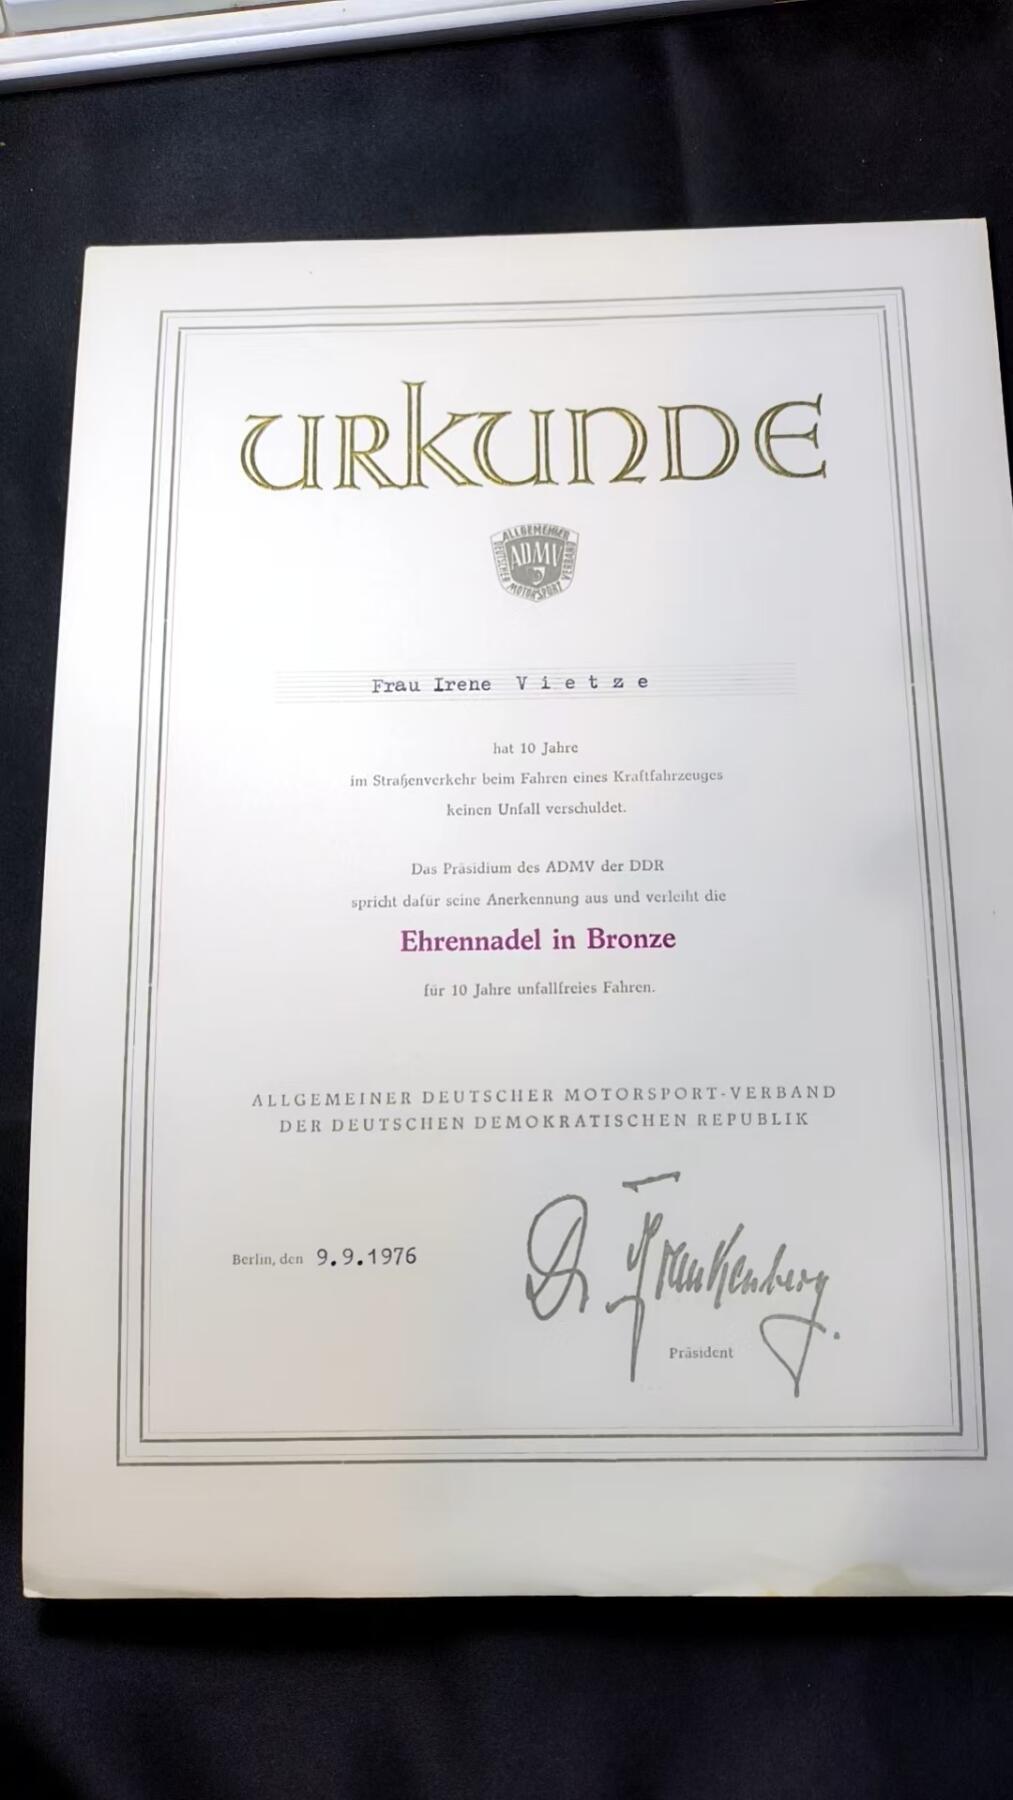 URKUNDE
ALLGEMEINER
DEUTSCHER
ADMV
MOTORSPORT
VERBAND
Frau Irene V i e t z e
hat 10 Jahre
im Straßenverkehr beim Fahren eines Kraftfahrzeuges
keinen Unfall verschuldet.
Das Präsidium des ADMV der DDR
spricht dafür seine Anerkennung aus und verleiht die
Ehrennadel in Bronze
für 10 Jahre unfallfreies Fahren.
ALLGEMEINER DEUTSCHER MOTORSPORT-VERBAND
DER DEUTSCHEN DEMOKRATISCHEN REPUBLIK
Berlin, den 9.9.1976
Dr Frankenberg.
Präsident